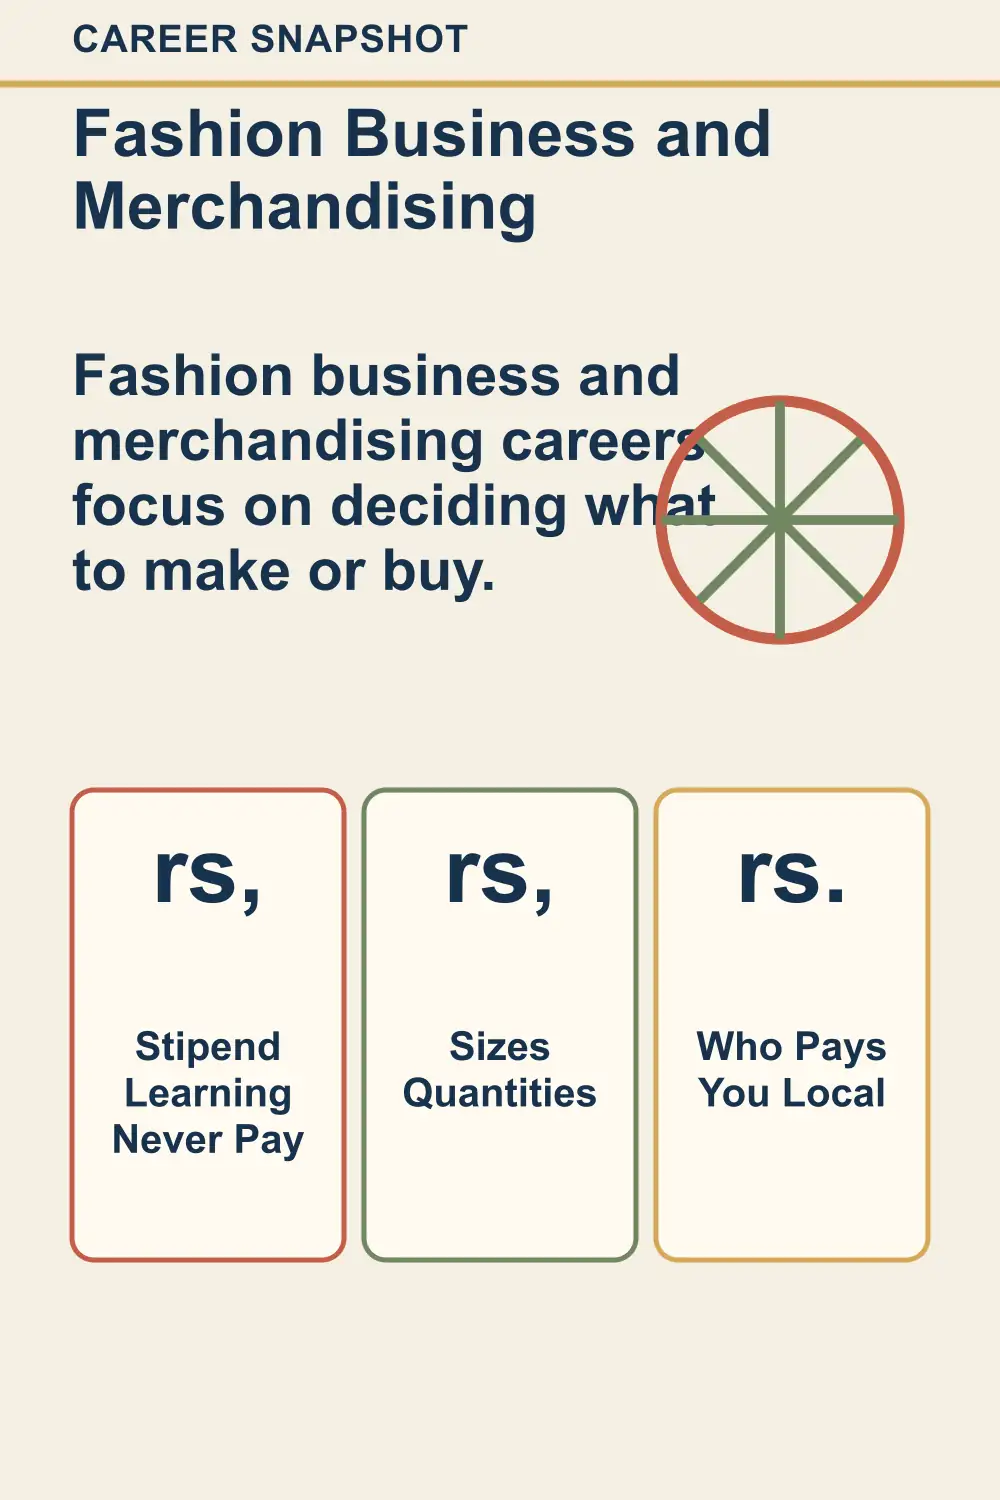 CAREER SNAPSHOT
Fashion Business and
Merchandising
Fashion business and
merchandising careers
focus on deciding what
to make or buy.
rs,
Stipend
Learning
Never Pay
rs,
Sizes
Quantities
rs.
Who Pays
You Local